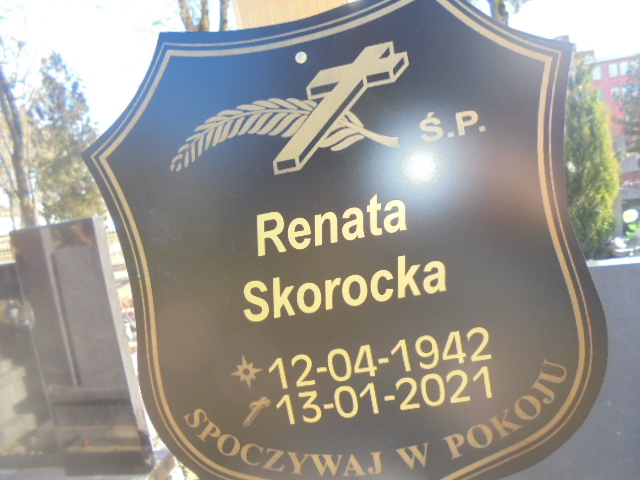 Ś.P.
Renata
Skorocka
12-04-1942
13-01-2021
SPOCZYWAJ W POKOJU